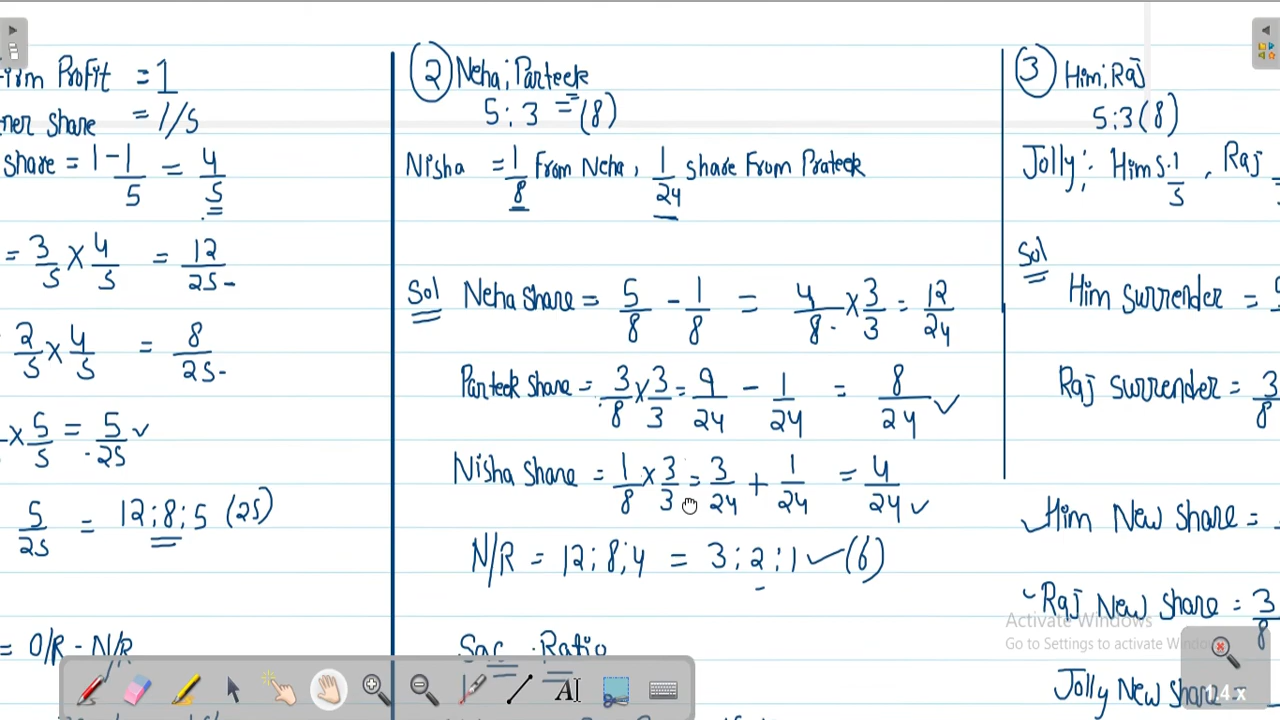 Firm Profit = 1
ner share = 1/5
share = 1 - 1/5 = 4/5
= 3/5 x 4/5 = 12/25
2/5 x 4/5 = 8/25
x 5/5 = 5/25 ✓
5/25 = 12:8:5 (25)
= O/R - N/R
② Neha; Parteek
5:3 = (8)
Nisha = 1/8 From Neha, 1/24 share From Prateek
Sol Neha share = 5/8 - 1/8 = 4/8 x 3/3 = 12/24
Parteek share = 3/8 x 3/3 = 9/24 - 1/24 = 8/24 ✓
Nisha share = 1/8 x 3/3 = 3/24 + 1/24 = 4/24 ✓
N/R = 12:8:4 = 3:2:1 ✓ (6)
Sac. Ratio
③ Him; Raj
5:3 (8)
Jolly: Him 1/5, Raj
Sol
Him surrender =
Raj surrender = 3/8
✓Him New share =
Raj New share = 3/8
Jolly New share =
Activate Windows
Go to Settings to activate Windows
AI
1.4 x